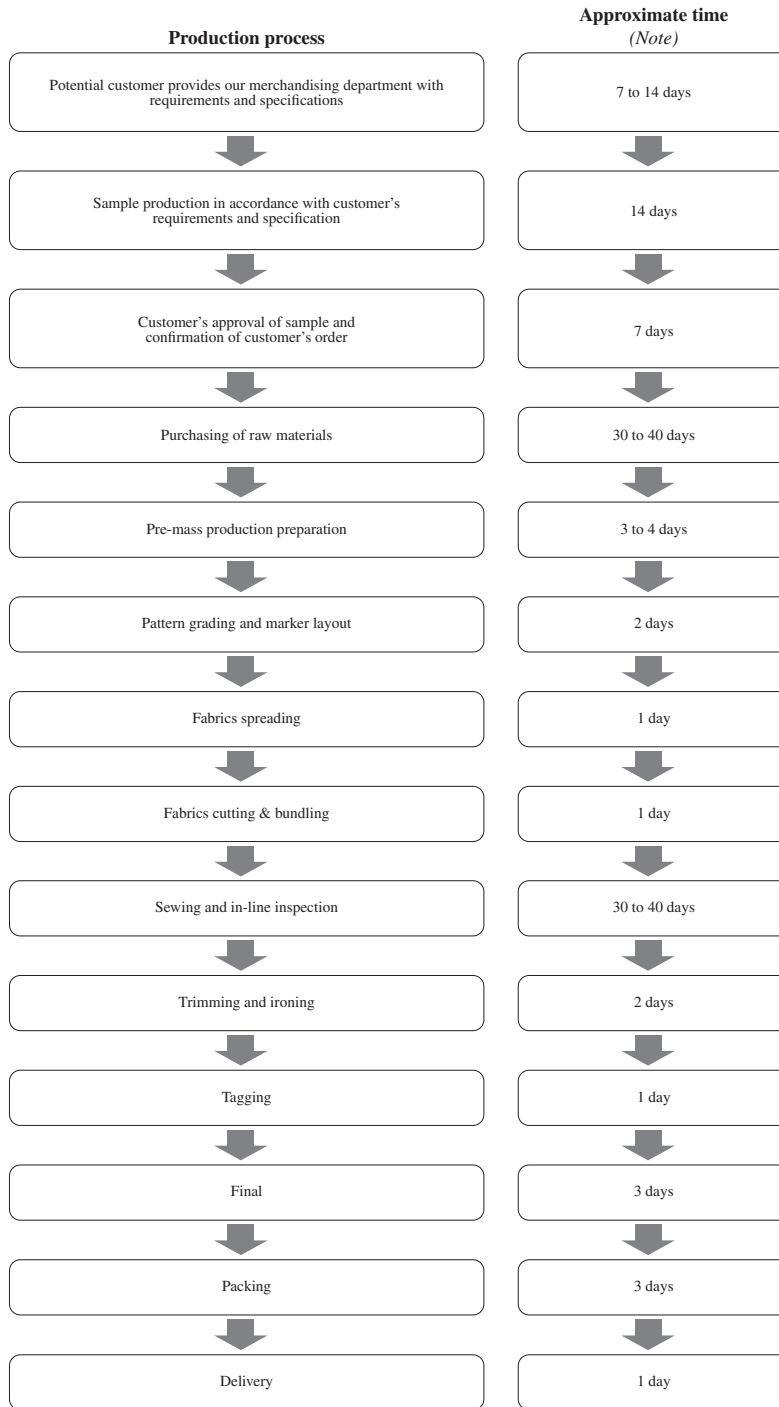 Production process
Approximate time
(Note)
Potential customer provides our merchandising department with
requirements and specifications
7 to 14 days
Sample production in accordance with customer’s
requirements and specification
14 days
Customer’s approval of sample and
confirmation of customer’s order
7 days
Purchasing of raw materials
30 to 40 days
Pre-mass production preparation
3 to 4 days
Pattern grading and marker layout
2 days
Fabrics spreading
1 day
Fabrics cutting & bundling
1 day
Sewing and in-line inspection
30 to 40 days
Trimming and ironing
2 days
Tagging
1 day
Final
3 days
Packing
3 days
Delivery
1 day